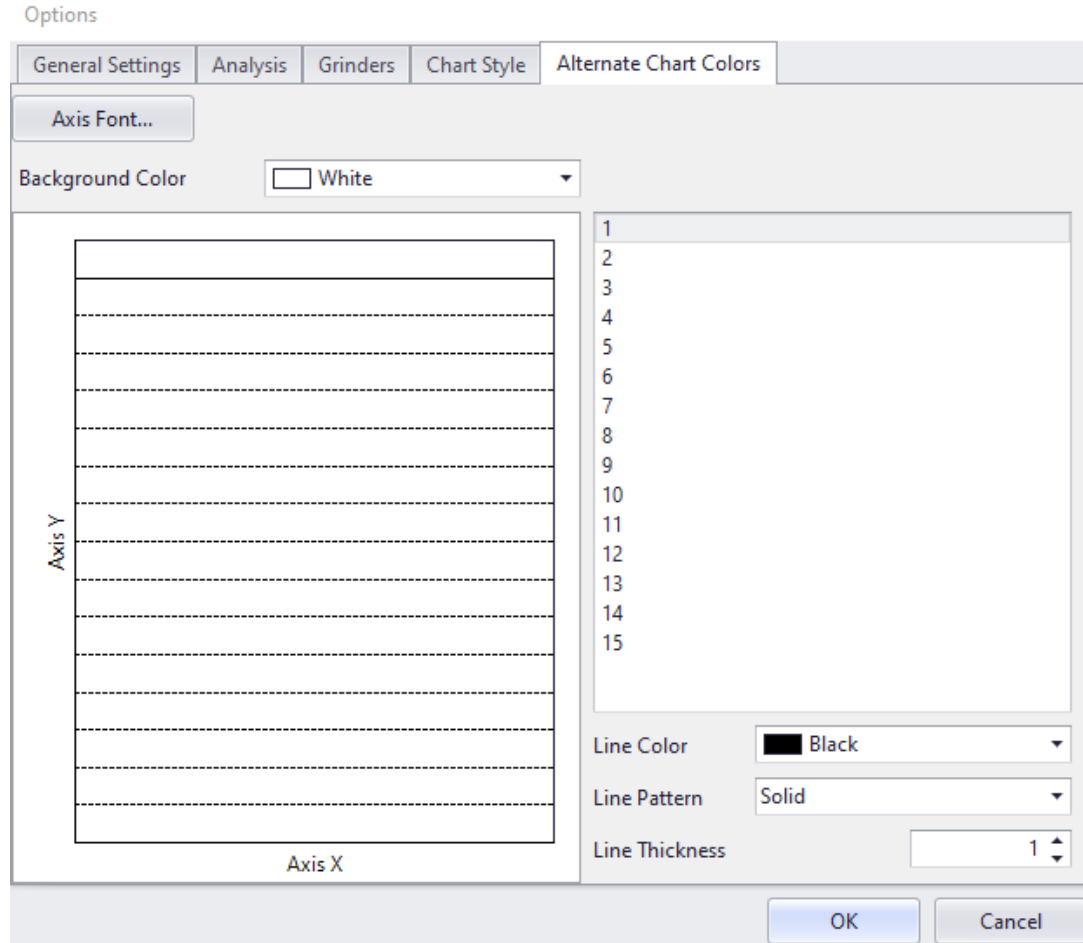 Options
General Settings Analysis Grinders Chart Style Alternate Chart Colors
Axis Font...
Background Color White
1
2
3
4
5
6
7
8
9
10
11
12
13
14
15
Axis Y
Axis X
Line Color Black
Line Pattern Solid
Line Thickness 1
OK Cancel